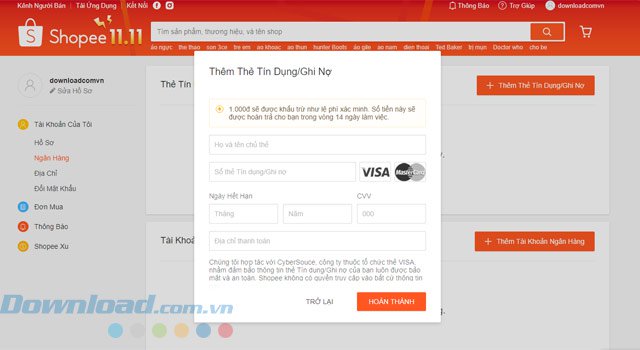 Kênh Người Bán Tải Ứng Dụng Kết nối
Thông Báo Trợ Giúp downloadcomvn
Shopee 11.11
Tìm sản phẩm, thương hiệu, và tên shop
áo ngực the thao son 3ce tre em ao khoac ao thun hunter Boots áo gile ao nam dien thoai Ted Baker trị mụn Doctor who cho be
downloadcomvn
Sửa Hồ Sơ
Tài Khoản Của Tôi
Hồ Sơ
Ngân Hàng
Địa Chỉ
Đổi Mật Khẩu
Đơn Mua
Thông Báo
Shopee Xu
Thẻ Tín
+ Thêm Thẻ Tín Dụng/Ghi Nợ
Tài Khoả
+ Thêm Tài Khoản Ngân Hàng
Thêm Thẻ Tín Dụng/Ghi Nợ
1.000đ sẽ được khấu trừ như lệ phí xác minh. Số tiền này sẽ
được hoàn trả cho bạn trong vòng 14 ngày làm việc.
Họ và tên chủ thẻ
Số thẻ Tín dụng/Ghi nợ VISA MasterCard
Ngày Hết Hạn CVV
Tháng Năm 000
Địa chỉ thanh toán
Chúng tôi hợp tác với CyberSouce, công ty thuộc tổ chức thẻ VISA,
nhằm đảm bảo thông tin thẻ Tín dụng/Ghi nợ của bạn luôn được bảo
mật và an toàn. Shopee không có quyền truy cập vào bất cứ thông tin
TRỞ LẠI HOÀN THÀNH
Download.com.vn